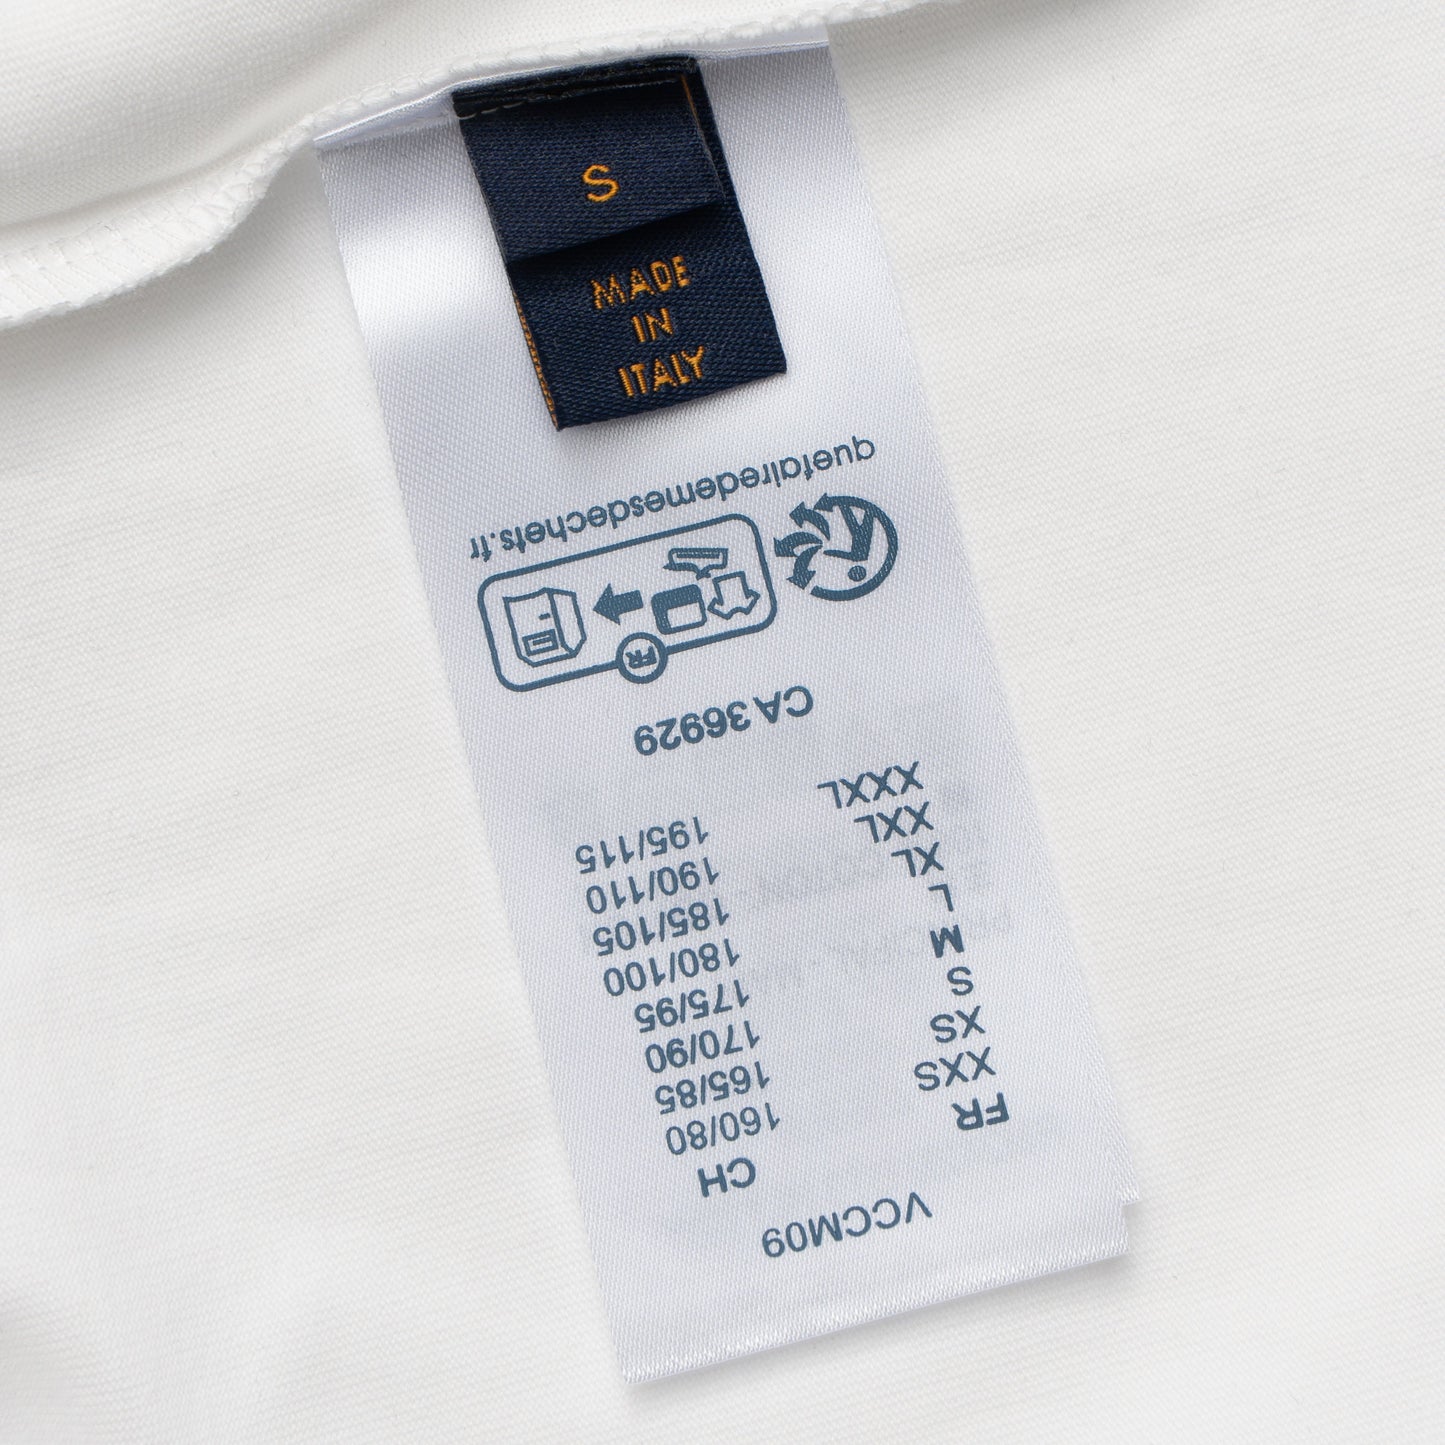 S
MADE
IN
ITALY
VCCM09
FR CH
XXS 160/80
XS 165/85
S 170/90
M 175/95
L 180/100
XL 185/105
XXL 190/110
XXXL 195/115
CA 36929
FR
quefairedemesdechets.fr